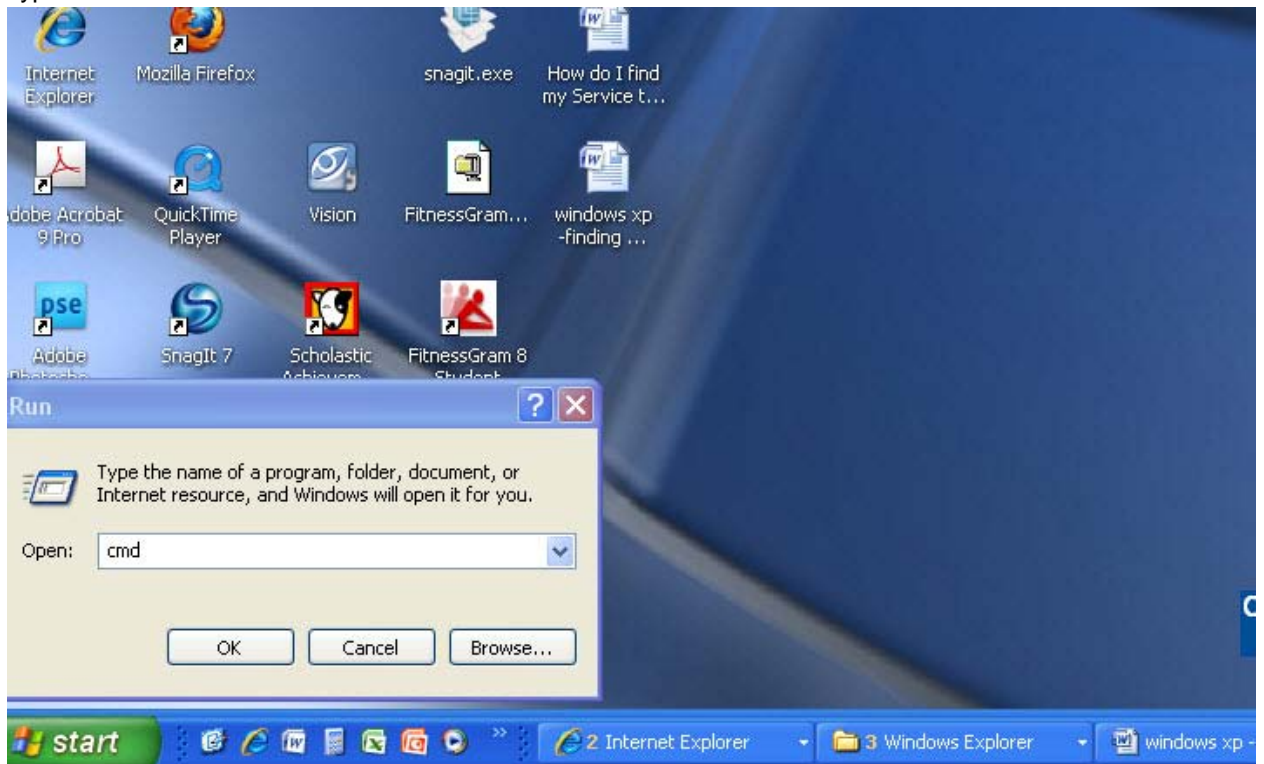 Internet
Explorer
Mozilla Firefox
snagit.exe
How do I find
my Service t...
dobe Acrobat
9 Pro
QuickTime
Player
Vision
FitnessGram...
windows xp
-finding ...
pse
Adobe
SnagIt 7
Scholastic
FitnessGram 8
Student
Run
Type the name of a program, folder, document, or
Internet resource, and Windows will open it for you.
Open:
cmd
OK
Cancel
Browse...
start
2 Internet Explorer
3 Windows Explorer
windows xp -